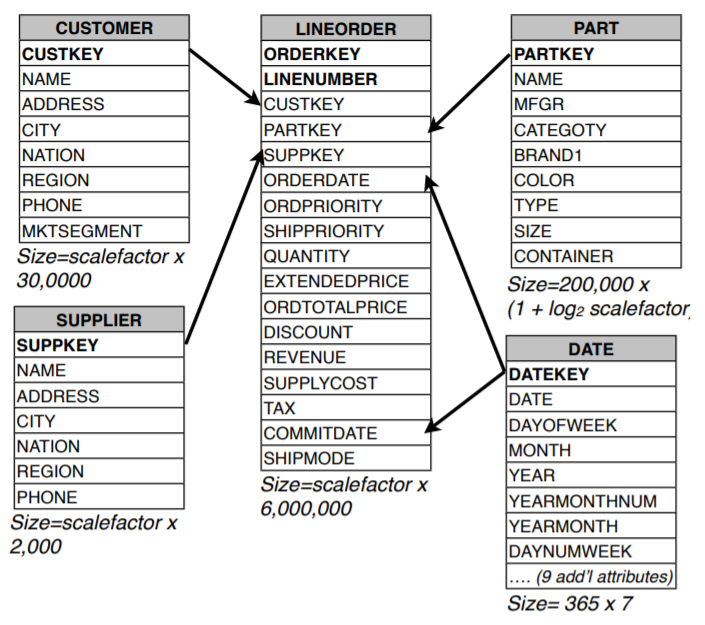 CUSTOMER
CUSTKEY
NAME
ADDRESS
CITY
NATION
REGION
PHONE
MKTSEGMENT
Size=scalefactor x
30,0000
SUPPLIER
SUPPKEY
NAME
ADDRESS
CITY
NATION
REGION
PHONE
Size=scalefactor x
2,000
LINEORDER
ORDERKEY
LINENUMBER
CUSTKEY
PARTKEY
SUPPKEY
ORDERDATE
ORDPRIORITY
SHIPPRIORITY
QUANTITY
EXTENDEDPRICE
ORDTOTALPRICE
DISCOUNT
REVENUE
SUPPLYCOST
TAX
COMMITDATE
SHIPMODE
Size=scalefactor x
6,000,000
PART
PARTKEY
NAME
MFGR
CATEGOTY
BRAND1
COLOR
TYPE
SIZE
CONTAINER
Size=200,000 x
(1 + log₂ scalefactor
DATE
DATEKEY
DATE
DAYOFWEEK
MONTH
YEAR
YEARMONTHNUM
YEARMONTH
DAYNUMWEEK
.... (9 add'l attributes)
Size= 365 x 7